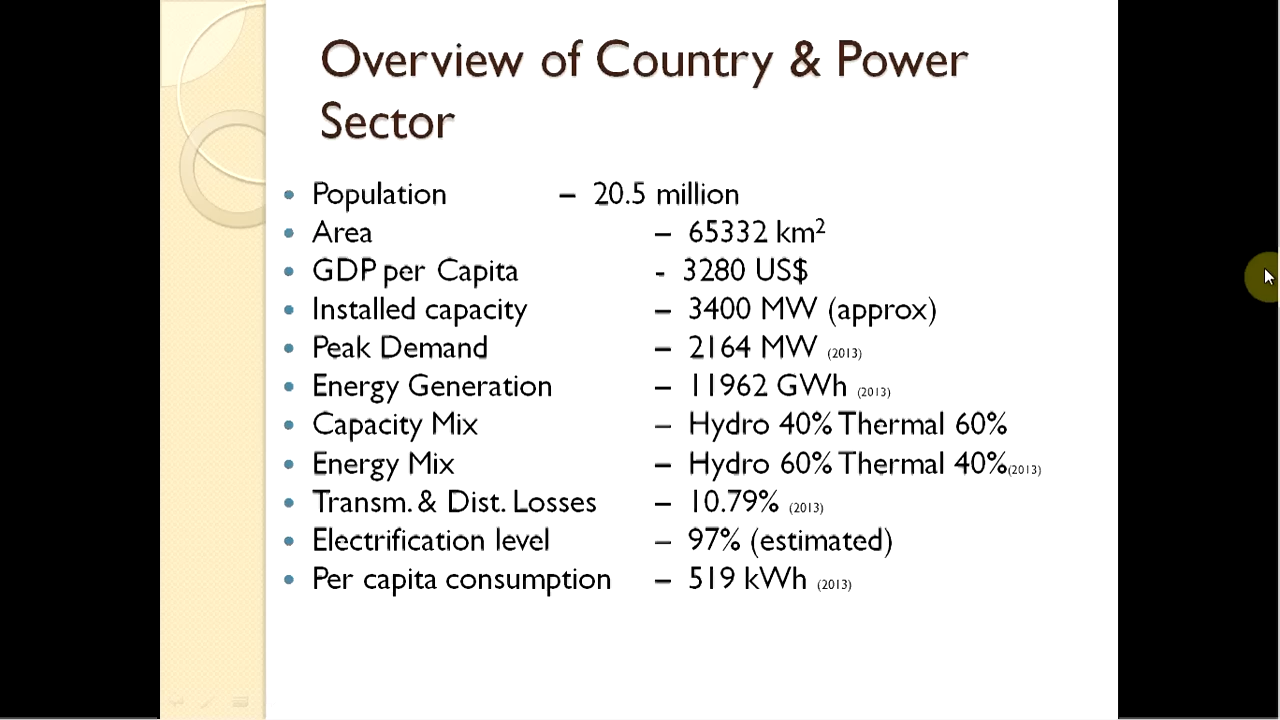 Overview of Country & Power
Sector
• Population – 20.5 million
• Area – 65332 km²
• GDP per Capita - 3280 US$
• Installed capacity – 3400 MW (approx)
• Peak Demand – 2164 MW (2013)
• Energy Generation – 11962 GWh (2013)
• Capacity Mix – Hydro 40% Thermal 60%
• Energy Mix – Hydro 60% Thermal 40%(2013)
• Transm. & Dist. Losses – 10.79% (2013)
• Electrification level – 97% (estimated)
• Per capita consumption – 519 kWh (2013)